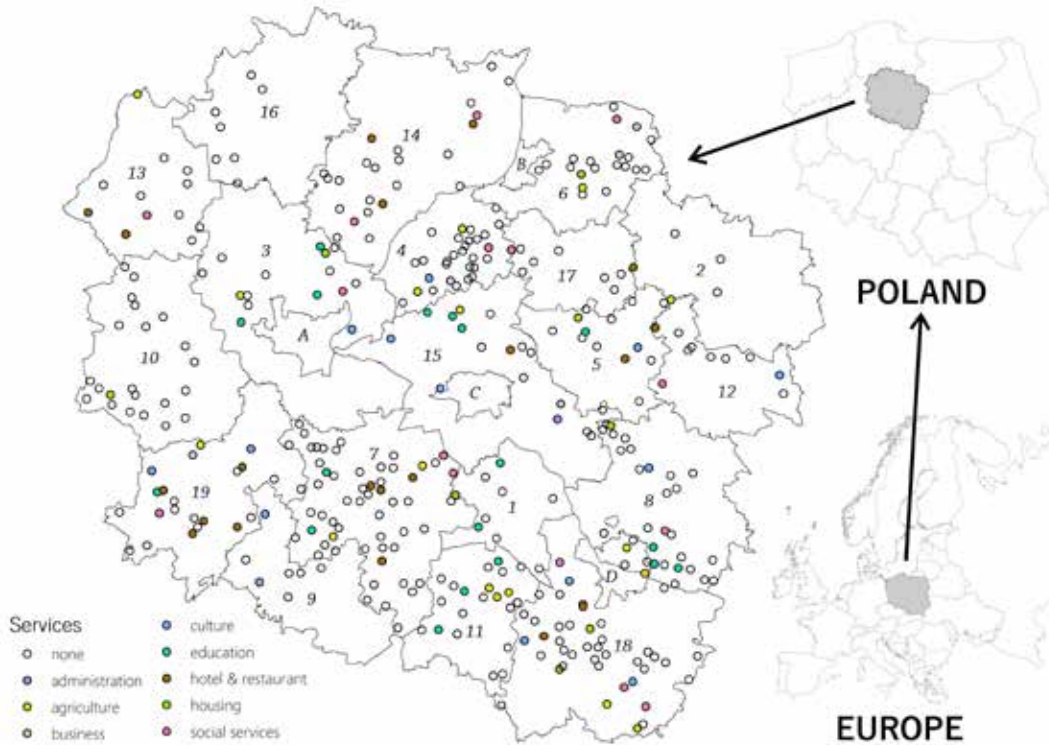 16
14
13
B
6
3
4
17
2
A
15
10
5
C
12
7
19
8
1
D
9
11
18
POLAND
EUROPE
Services
none
administration
agriculture
business
culture
education
hotel & restaurant
housing
social services